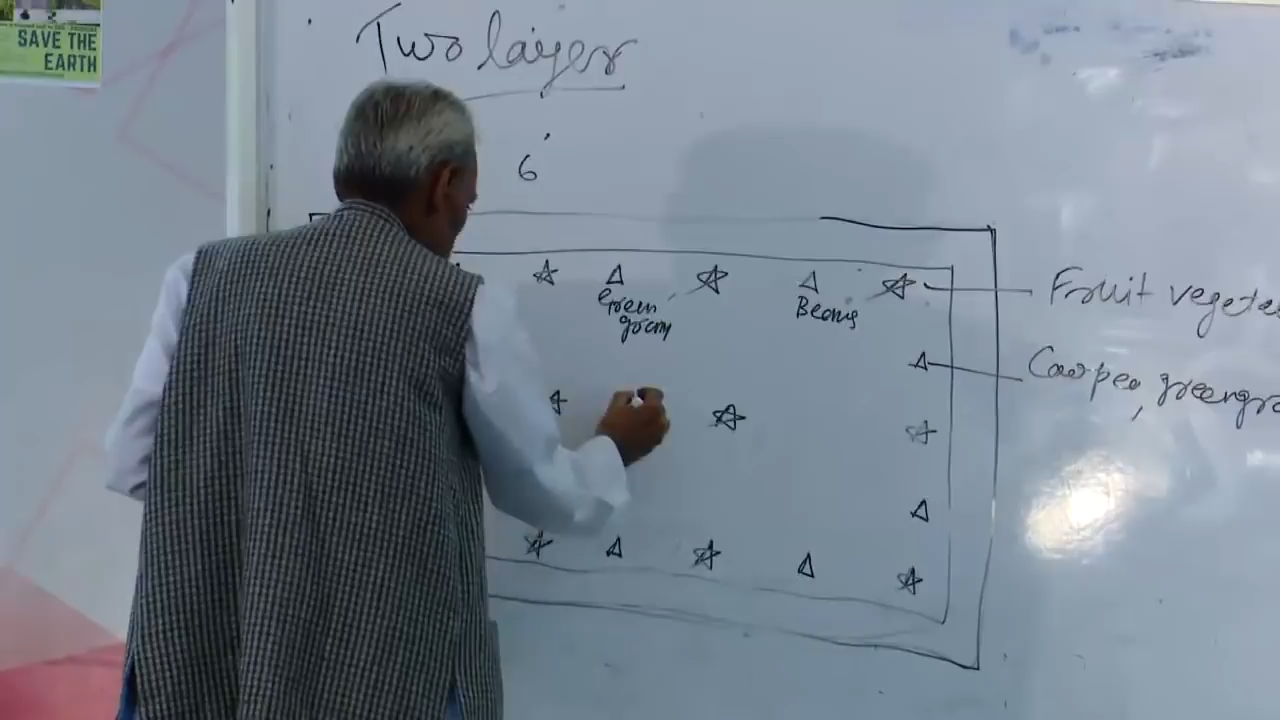 SAVE THE
EARTH
Two layer
6'
Green
gram
Beans
Fruit vegeta
Cowpea, greengra